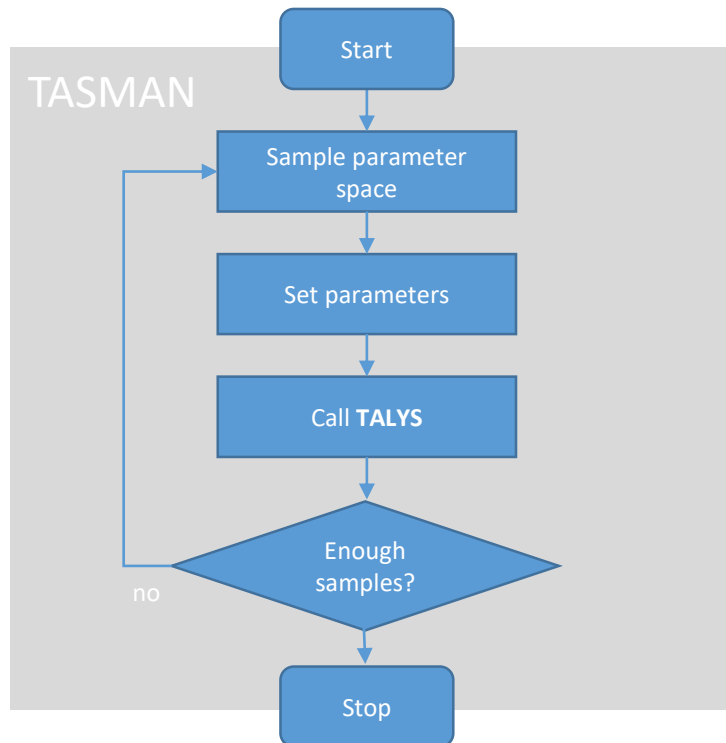 Start
TASMAN
Sample parameter
space
Set parameters
Call TALYS
Enough
samples?
no
Stop